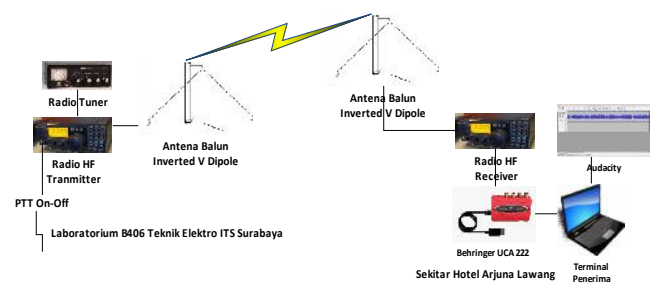 Radio Tuner
Radio HF
Tranmitter
PTT On-Off
Laboratorium B406 Teknik Elektro ITS Surabaya
Antena Balun
Inverted V Dipole
Antena Balun
Inverted V Dipole
Radio HF
Receiver
Audacity
Behringer UCA 222
Terminal
Penerima
Sekitar Hotel Arjuna Lawang